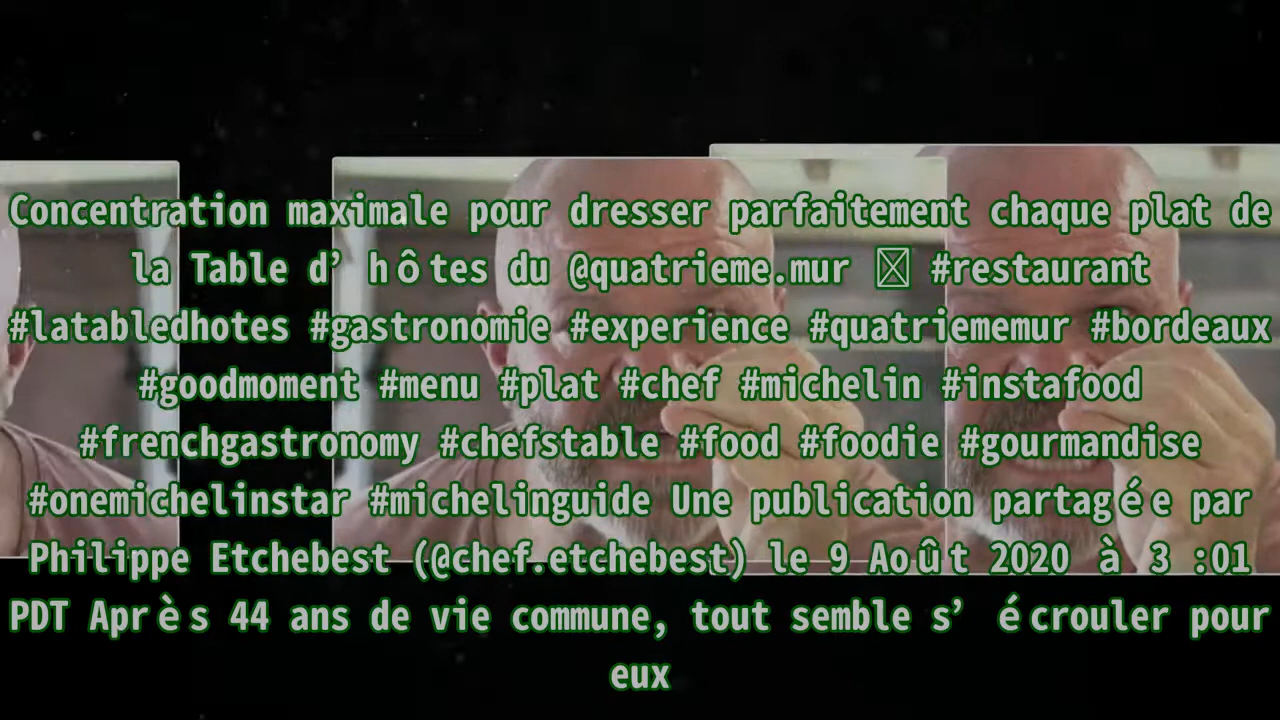 Concentration maximale pour dresser parfaitement chaque plat de
la Table d’hôtes du @quatrieme.mur #restaurant
#latabledhotes #gastronomie #experience #quatriememur #bordeaux
#goodmoment #menu #plat #chef #michelin #instafood
#frenchgastronomy #chefstable #food #foodie #gourmandise
#onemichelinstar #michelinguide Une publication partagée par
Philippe Etchebest (@chef.etchebest) le 9 Août 2020 à 3 :01
PDT Après 44 ans de vie commune, tout semble s’écrouler pour
eux